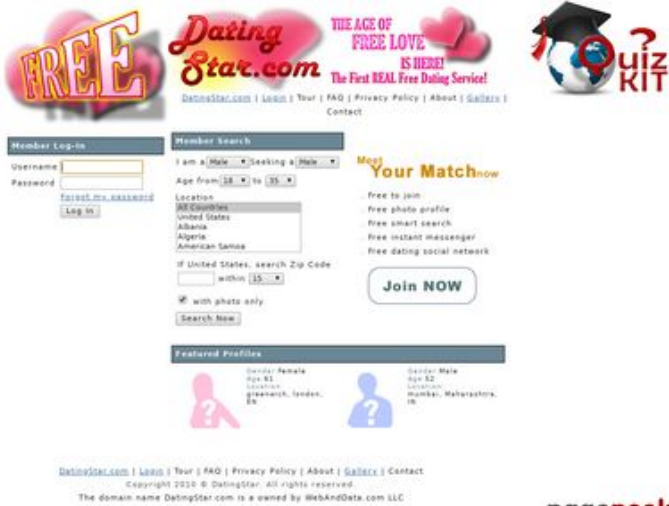 FREE
Dating
Star.com
THE AGE OF
FREE LOVE
IS HERE!
The First REAL Free Dating Service!
Quiz
KIT
DatingStar.com | Login | Tour | FAQ | Privacy Policy | About | Gallery |
Contact
Member Log-In
Username
Password
forgot my password
Log In
Member Search
I am a Male Seeking a Male
Age from 18 to 35
Location
All Countries
United States
Albania
Algeria
American Samoa
If United States, search Zip Code
within 15
with photo only
Search Now
Meet
Your Match now
free to join
free photo profile
free smart search
free instant messenger
free dating social network
Join NOW
Featured Profiles
Gender Female
Age 61
Location
greenwich, london,
EN
Gender Male
Age 52
Location
mumbai, Maharashtra,
IN
DatingStar.com | Login | Tour | FAQ | Privacy Policy | About | Gallery | Contact
Copyright 2010 © DatingStar. All rights reserved.
The domain name DatingStar.com is a owned by WebAndData.com LLC